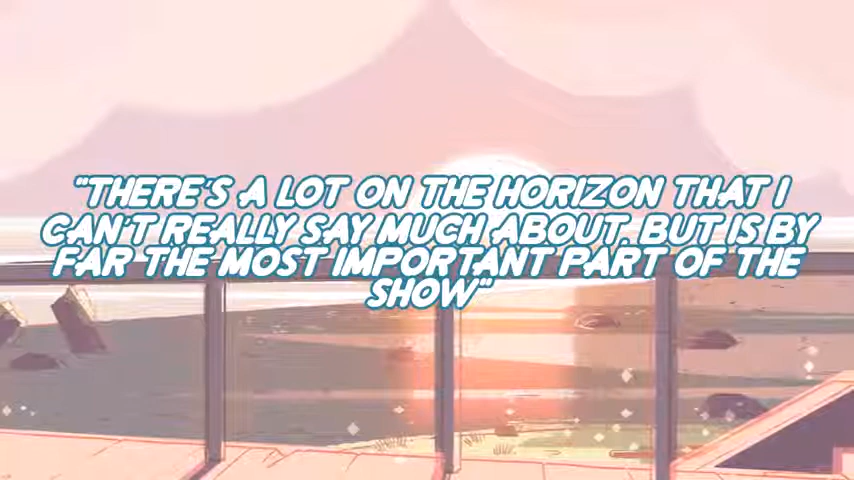 "THERE'S A LOT ON THE HORIZON THAT I
CAN'T REALLY SAY MUCH ABOUT, BUT IS BY
FAR THE MOST IMPORTANT PART OF THE
SHOW"